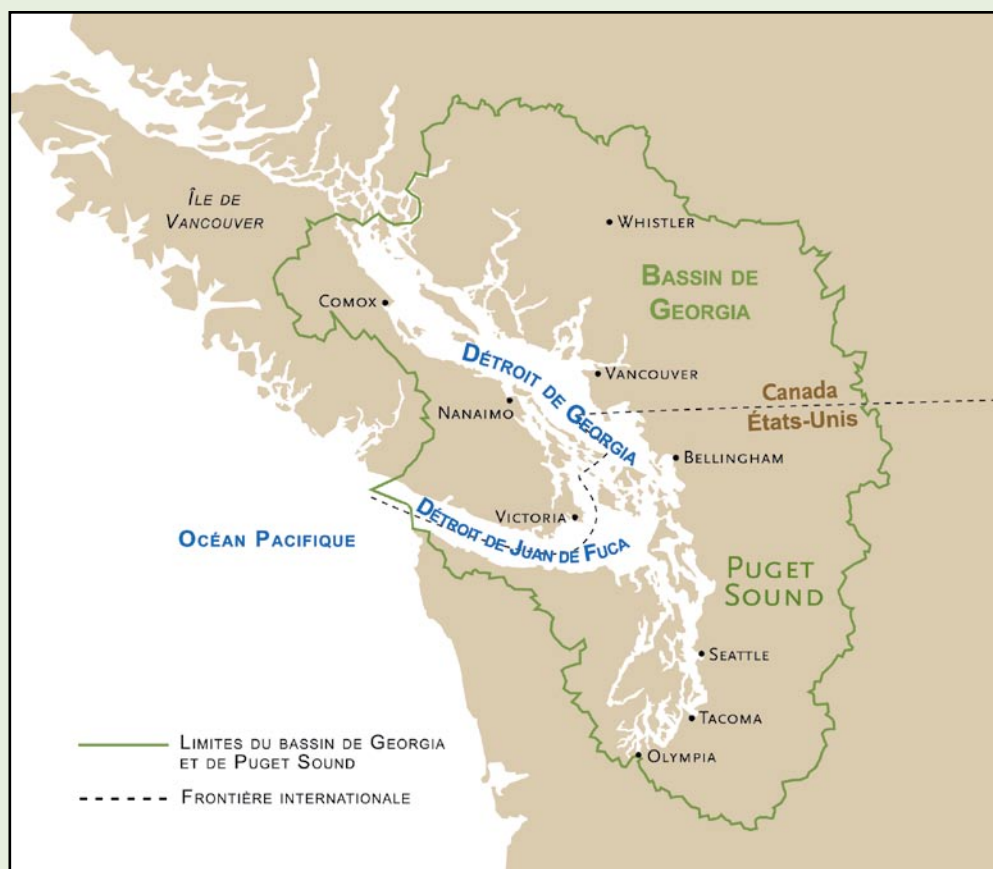 Île de
Vancouver
Whistler
Bassin de
Georgia
Comox
Détroit de Georgia
Vancouver
Nanaimo
Canada
États-Unis
Bellingham
Victoria
Détroit de Juan de Fuca
Océan Pacifique
Puget
Sound
Seattle
Tacoma
Olympia
Limites du bassin de Georgia
et de Puget Sound
Frontière internationale